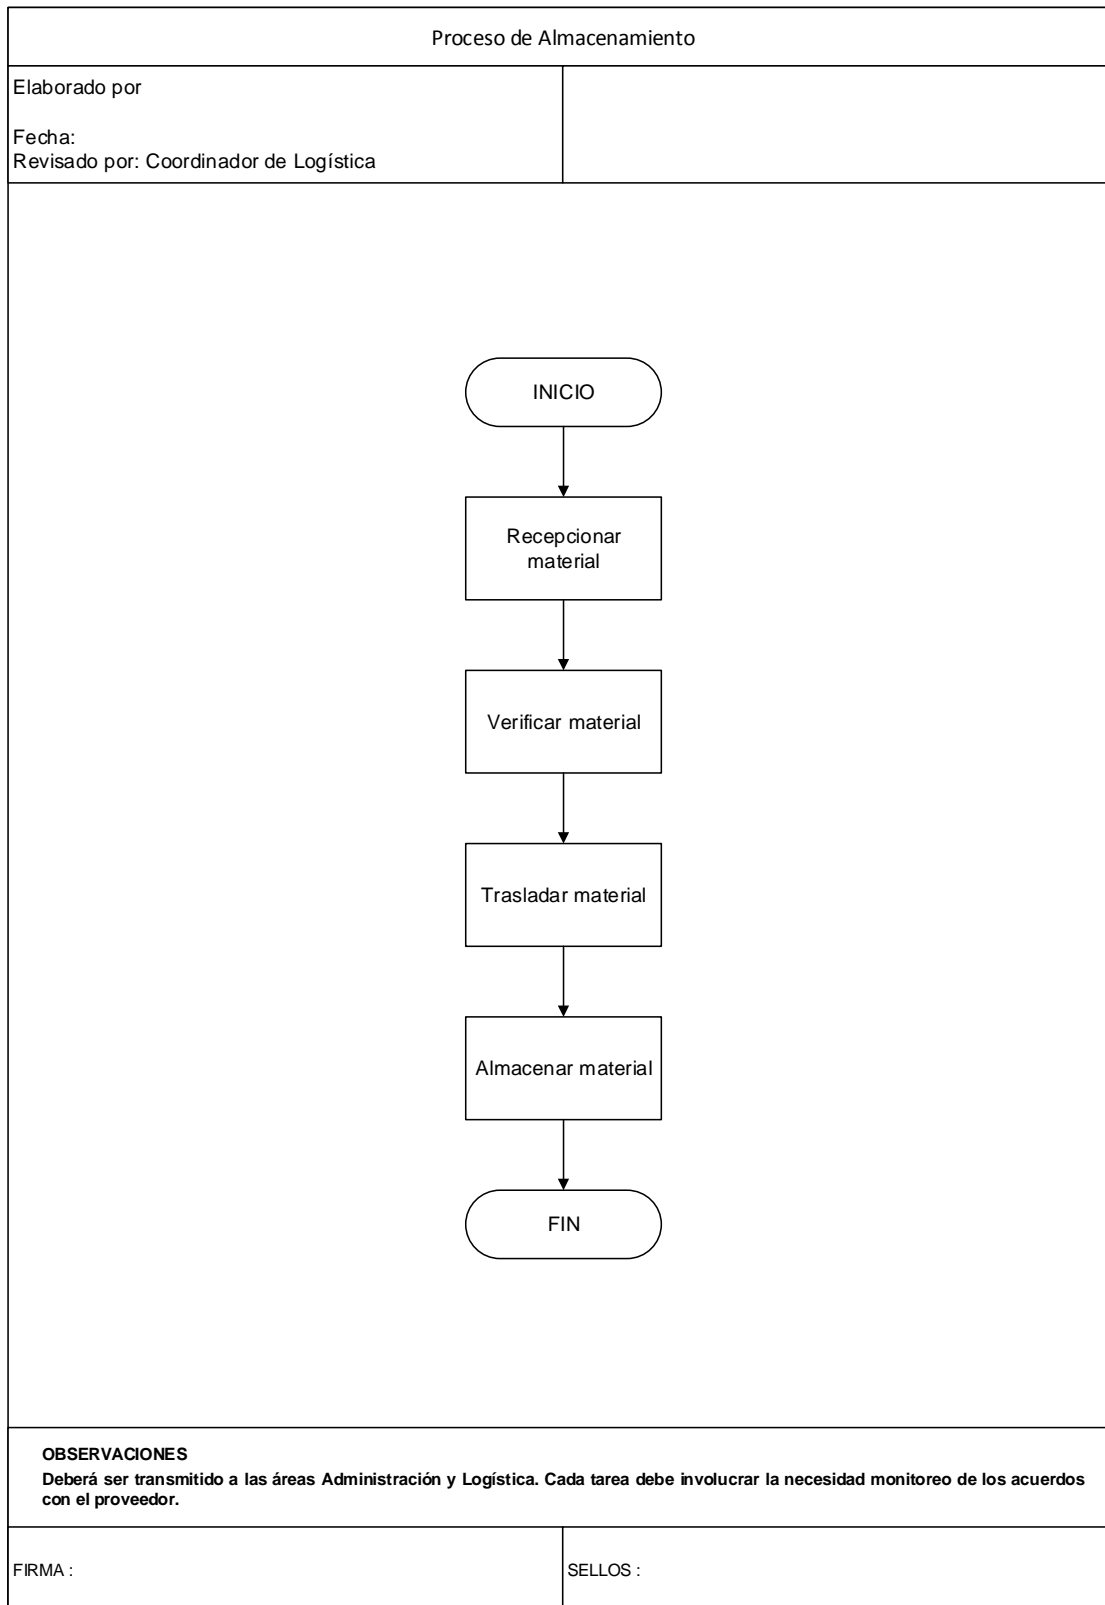 Proceso de Almacenamiento
Elaborado por
Fecha:
Revisado por: Coordinador de Logística
INICIO
Recepcionar
material
Verificar material
Trasladar material
Almacenar material
FIN
OBSERVACIONES
Deberá ser transmitido a las áreas Administración y Logística. Cada tarea debe involucrar la necesidad monitoreo de los acuerdos
con el proveedor.
FIRMA :
SELLOS :